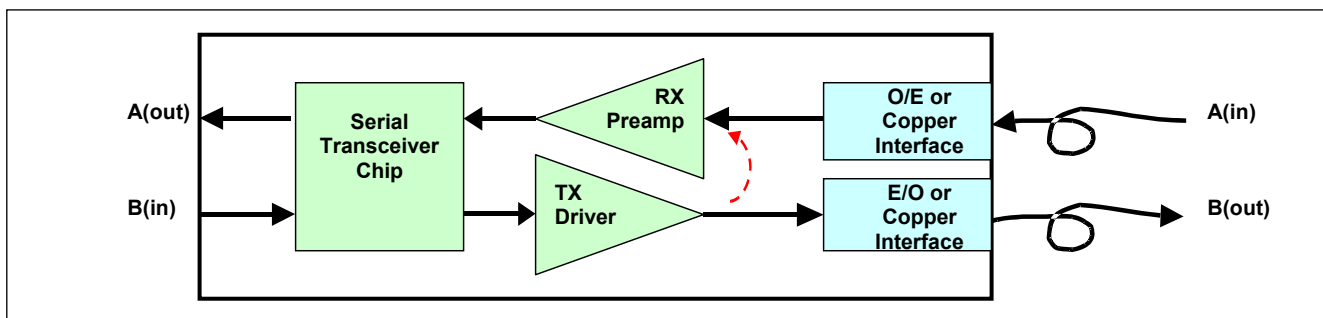 A(out)
Serial
Transceiver
Chip
RX
Preamp
O/E or
Copper
Interface
A(in)
B(in)
TX
Driver
E/O or
Copper
Interface
B(out)